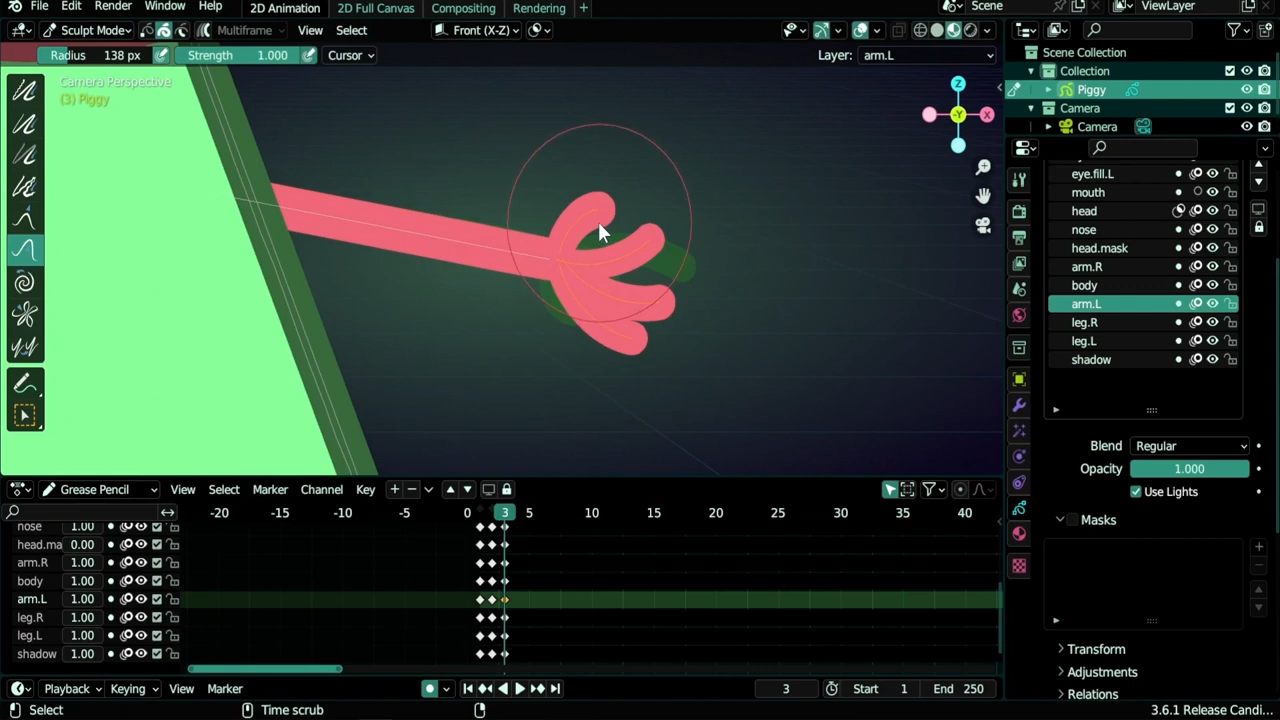 File Edit Render Window Help 2D Animation 2D Full Canvas Compositing Rendering + Scene ViewLayer
Sculpt Mode Multiframe View Select Front (X-Z)
Radius 138 px Strength 1.000 Cursor Layer: arm.L
Camera Perspective
(3) Piggy
Z
X
-Y
Scene Collection
Collection
Piggy
Camera
Camera
eye.fill.L
mouth
head
nose
head.mask
arm.R
body
arm.L
leg.R
leg.L
shadow
Blend Regular
Opacity 1.000
Use Lights
Masks
Transform
Adjustments
Relations
Grease Pencil View Select Marker Channel Key
-20 -15 -10 -5 0 3 5 10 15 20 25 30 35 40
nose 1.00
head.ma 0.00
arm.R 1.00
body 1.00
arm.L 1.00
leg.R 1.00
leg.L 1.00
shadow 1.00
Playback Keying View Marker 3 Start 1 End 250
Select Time scrub 3.6.1 Release Candi...